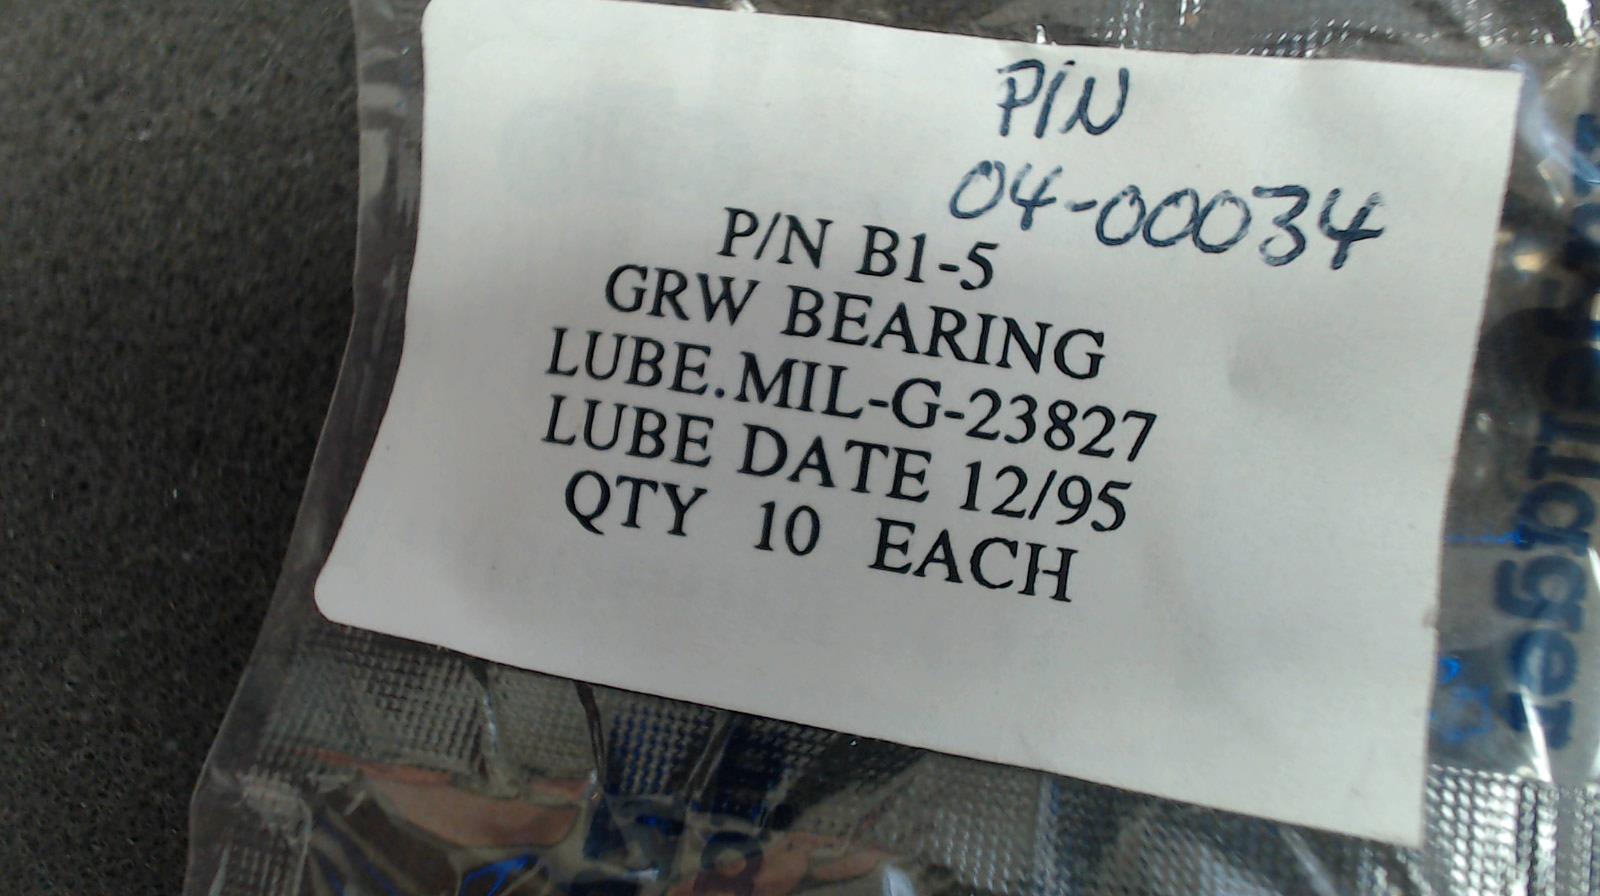 P/N
04-00034
P/N B1-5
GRW BEARING
LUBE.MIL-G-23827
LUBE DATE 12/95
QTY 10 EACH